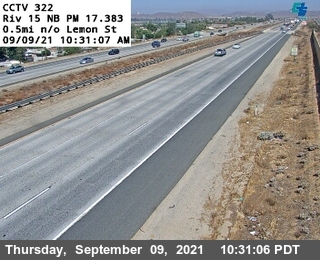 CCTV 322
Riv 15 NB PM 17.383
0.5mi n/o Lemon St
09/09/21 10:31:07 AM
Thursday, September 09, 2021 10:31:06 PDT